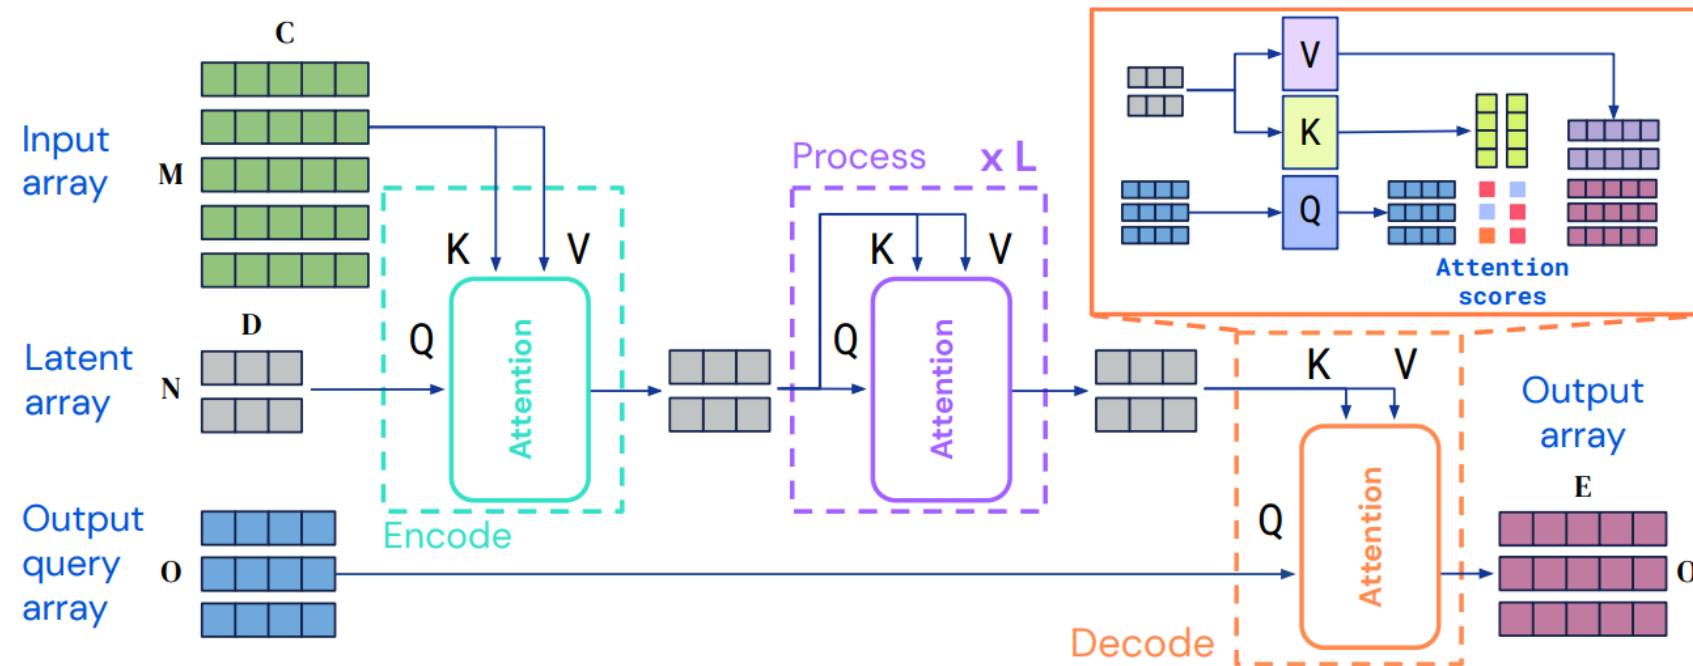 C
Input
array
M
D
Latent
array
N
Output
query
array
O
K
V
Q
Attention
Encode
Process
x L
K
V
Q
Attention
V
K
Q
Attention
scores
K
V
Q
Attention
Decode
Output
array
E
O